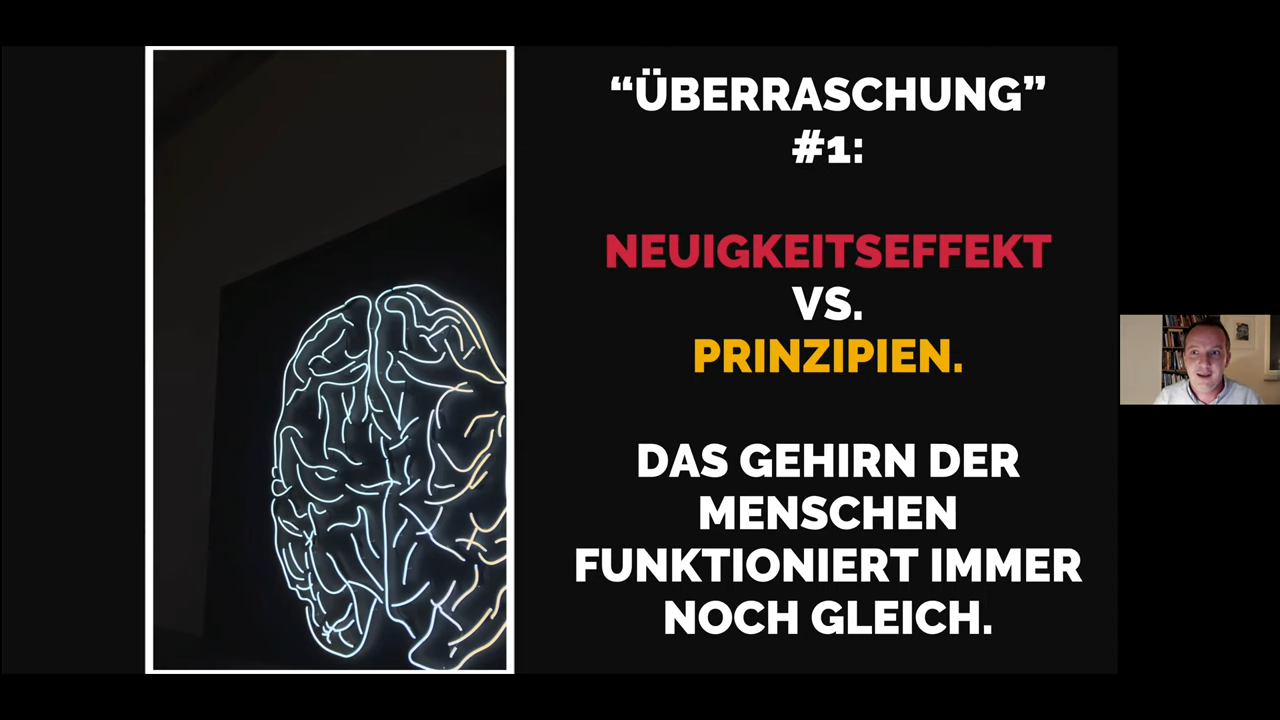 “ÜBERRASCHUNG”
#1:
NEUIGKEITSEFFEKT
VS.
PRINZIPIEN.
DAS GEHIRN DER
MENSCHEN
FUNKTIONIERT IMMER
NOCH GLEICH.